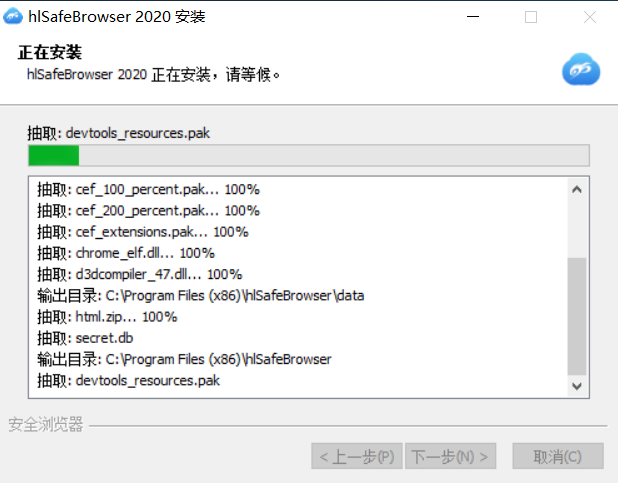 hlSafeBrowser 2020 安装
正在安装
hlSafeBrowser 2020 正在安装，请等候。
抽取: devtools_resources.pak
抽取: cef_100_percent.pak... 100%
抽取: cef_200_percent.pak... 100%
抽取: cef_extensions.pak... 100%
抽取: chrome_elf.dll... 100%
抽取: d3dcompiler_47.dll... 100%
输出目录: C:\Program Files (x86)\hlSafeBrowser\data
抽取: html.zip... 100%
抽取: secret.db
输出目录: C:\Program Files (x86)\hlSafeBrowser
抽取: devtools_resources.pak
安全浏览器
< 上一步(P) 下一步(N) > 取消(C)